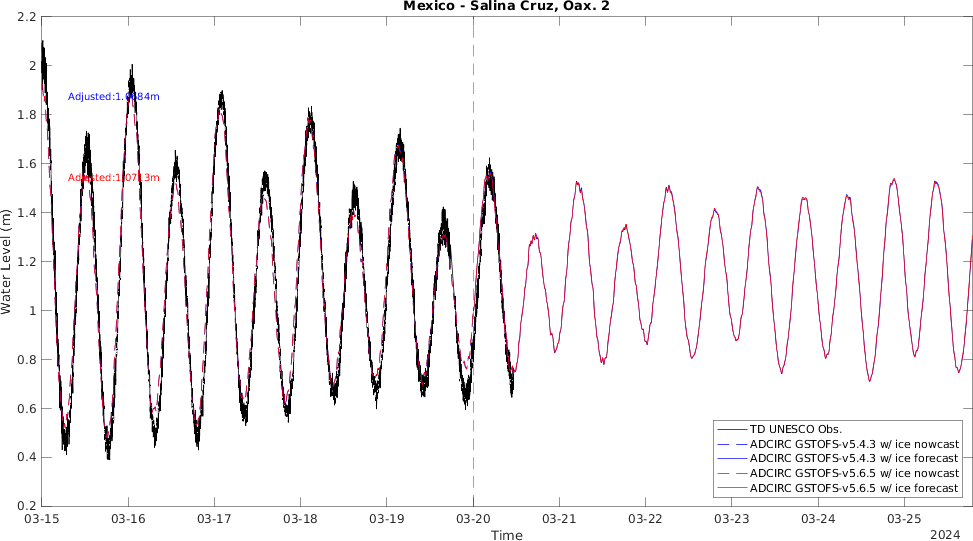 Mexico - Salina Cruz, Oax. 2
2.2
2
1.8
1.6
1.4
1.2
1
0.8
0.6
0.4
0.2
Water Level (m)
Adjusted:1.0713m
TD UNESCO Obs.
ADCIRC GSTOFS-v5.4.3 w/ ice nowcast
ADCIRC GSTOFS-v5.4.3 w/ ice forecast
ADCIRC GSTOFS-v5.6.5 w/ ice nowcast
ADCIRC GSTOFS-v5.6.5 w/ ice forecast
03-15 03-16 03-17 03-18 03-19 03-20 03-21 03-22 03-23 03-24 03-25
Time
2024